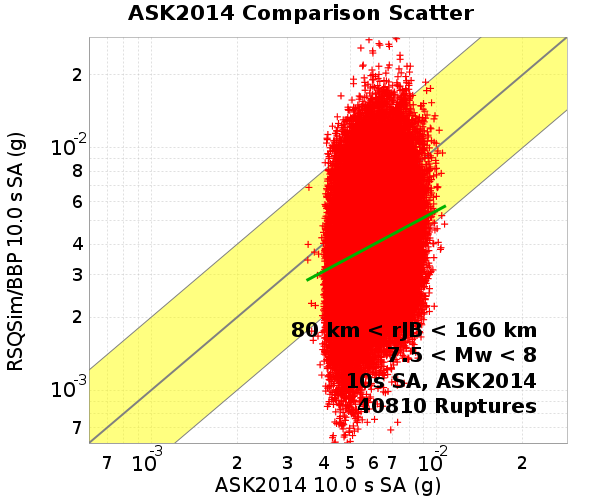 ASK2014 Comparison Scatter
RSQSim/BBP 10.0 s SA (g)
2
10-2
8
6
4
3
2
10-3
7
80 km < rJB < 160 km
7.5 < Mw < 8
10s SA, ASK2014
40810 Ruptures
7 10-3 2 3 4 5 6 7 10-2 2
ASK2014 10.0 s SA (g)